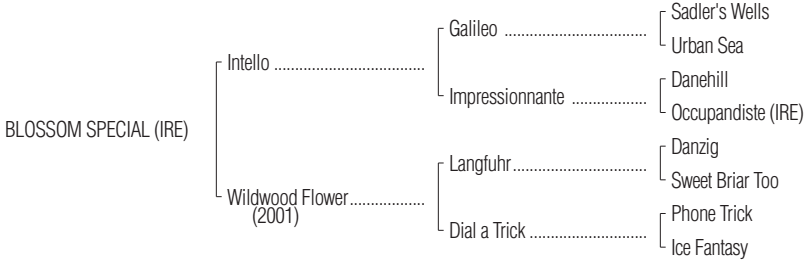 Sadler's Wells
Galileo ..................................
Urban Sea
Intello ...................................
Danehill
Impressionnante ..................
Occupandiste (IRE)
BLOSSOM SPECIAL (IRE)
Danzig
Langfuhr................................
Sweet Briar Too
Wildwood Flower..................
(2001)
Phone Trick
Dial a Trick ............................
Ice Fantasy